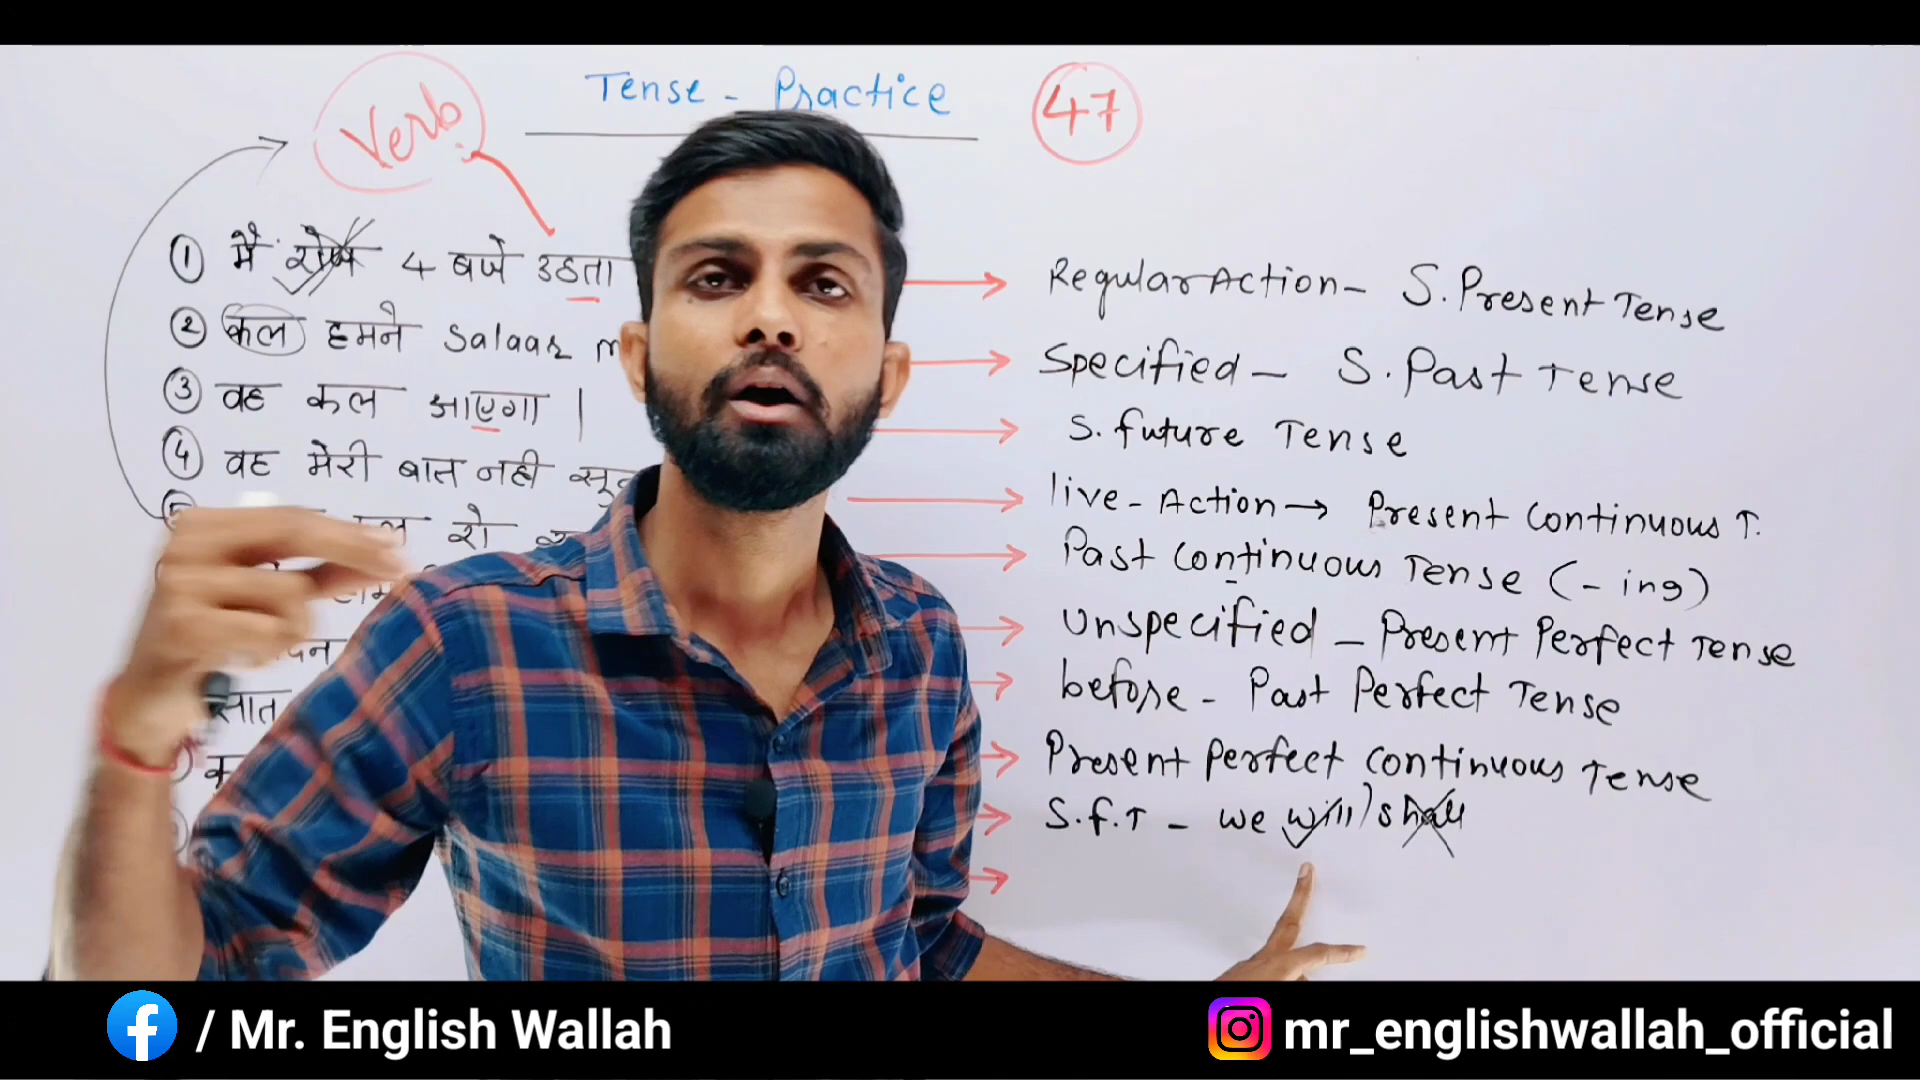 Tense - Practice
47
Verb
① मैं रोज 4 बजे उठता
② कल हमने Salaar m
③ वह कल आएगा |
④ वह मेरी बात नही
रो
सात
Regular Action - S. Present Tense
Specified - S. Past Tense
S. future Tense
live - Action → Present Continuous T.
Past Continuous Tense (- ing)
Unspecified - Present Perfect Tense
before - Past Perfect Tense
Present Perfect Continuous Tense
S.f.T - we will/shall
/ Mr. English Wallah
mr_englishwallah_official